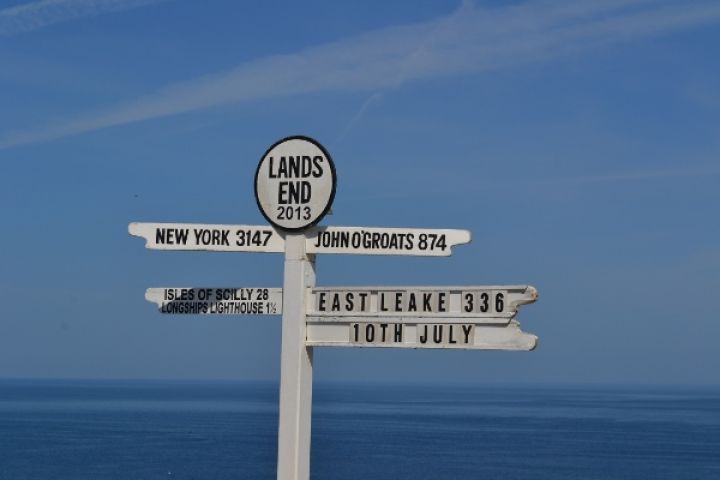 LANDS
END
2013
NEW YORK 3147
JOHN O'GROATS 874
ISLES OF SCILLY 28
LONGSHIPS LIGHTHOUSE 1½
EAST LEAKE 336
10TH JULY